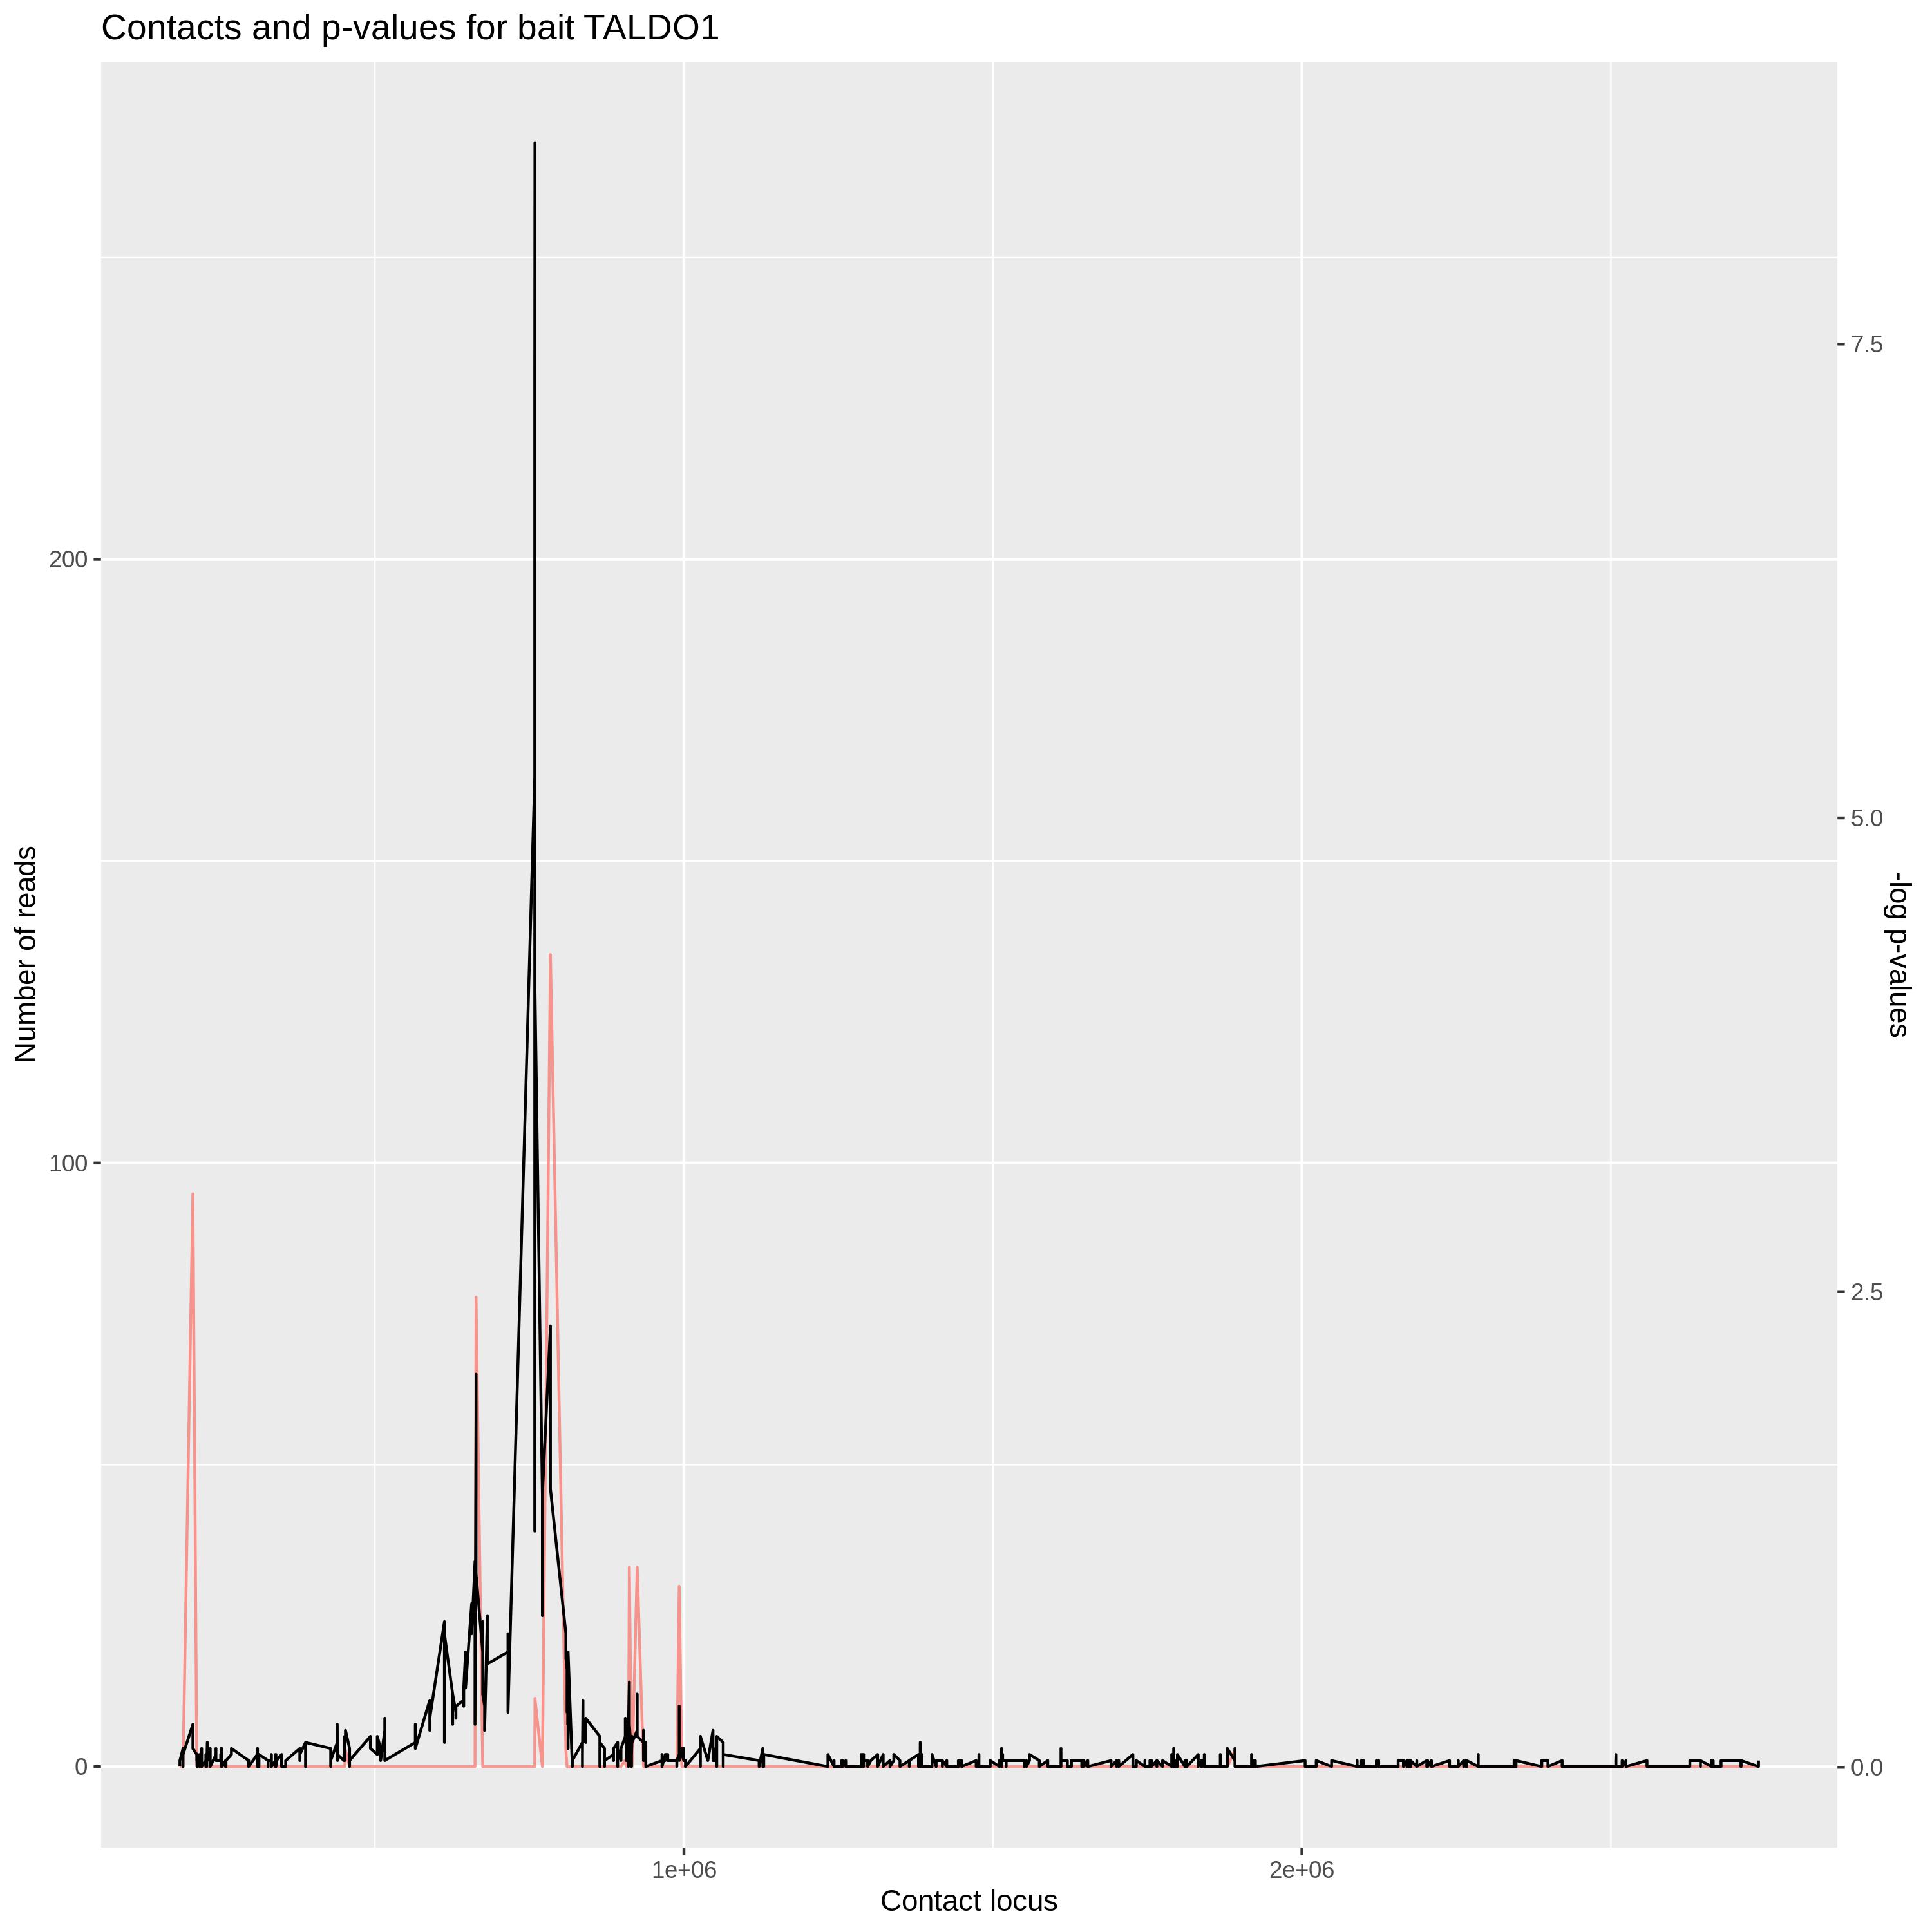 Contacts and p-values for bait TALDO1
Number of reads
200
100
0
7.5
5.0
2.5
0.0
-log p-values
1e+06
2e+06
Contact locus